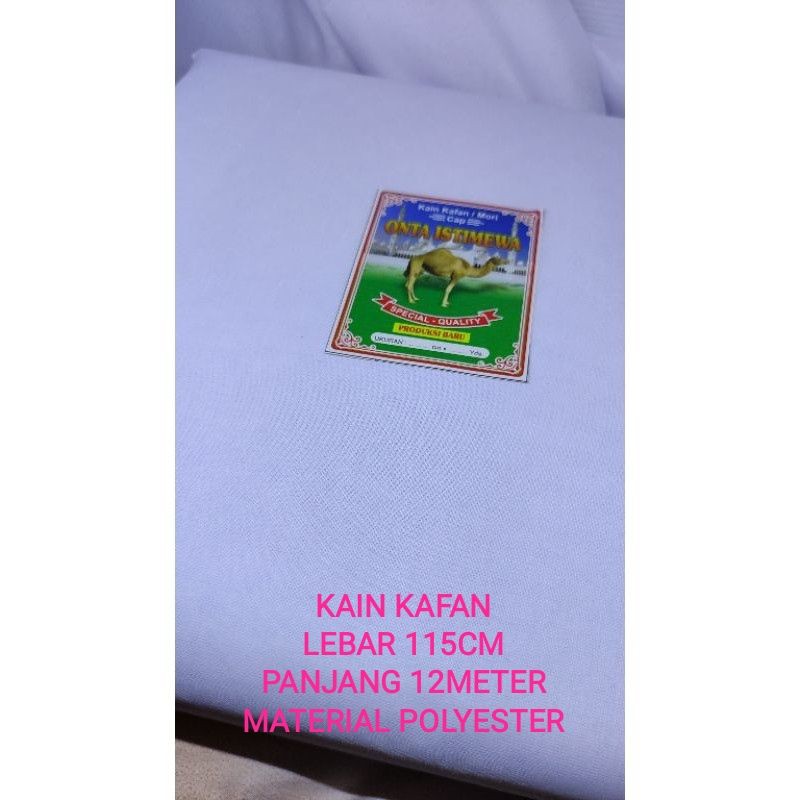 Kain Kafan / Mori
Cap
ONTA ISTIMEWA
SPECIAL - QUALITY
PRODUKSI BARU
UKURAN ........ cm • ........ Yds
KAIN KAFAN
LEBAR 115CM
PANJANG 12METER
MATERIAL POLYESTER